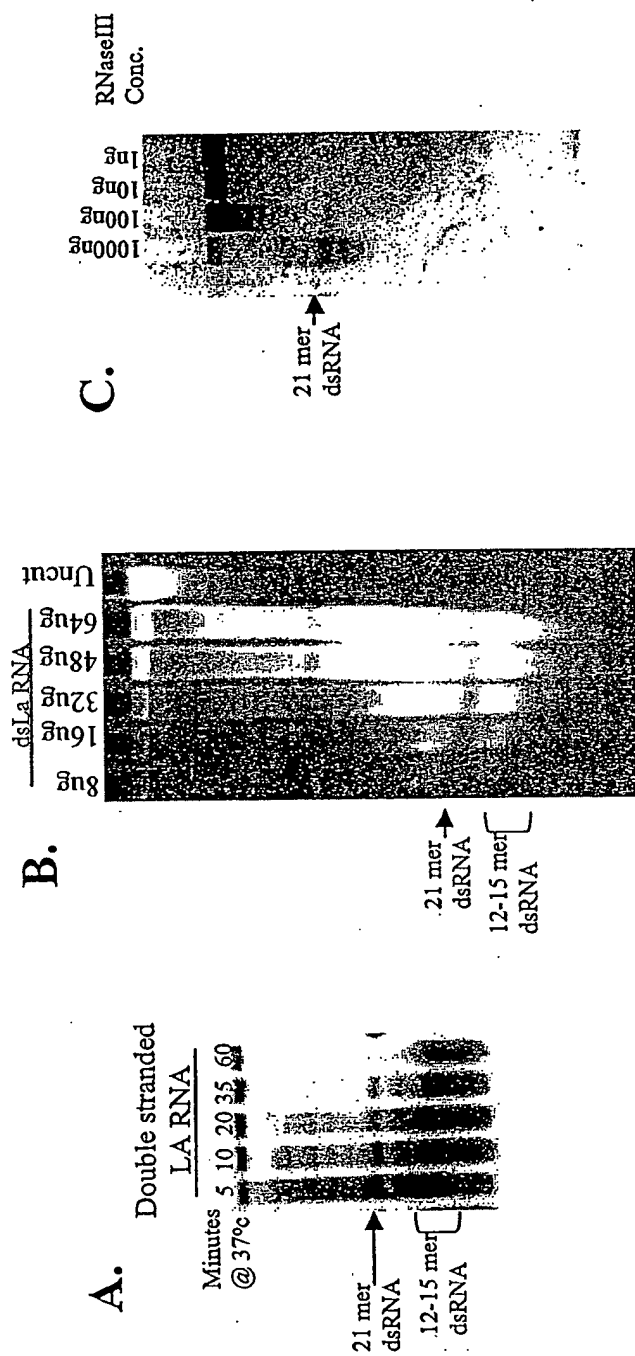 A.
Double stranded
LA RNA
Minutes
@ 37°c
5 10 20 35 60
21 mer
dsRNA
12-15 mer
dsRNA
B.
dsLa RNA
8ug 16ug 32ug 48ug 64ug Uncut
21 mer
dsRNA
12-15 mer
dsRNA
C.
1000ng 100ng 10ng 1ng
RNaseIII
Conc.
21 mer
dsRNA